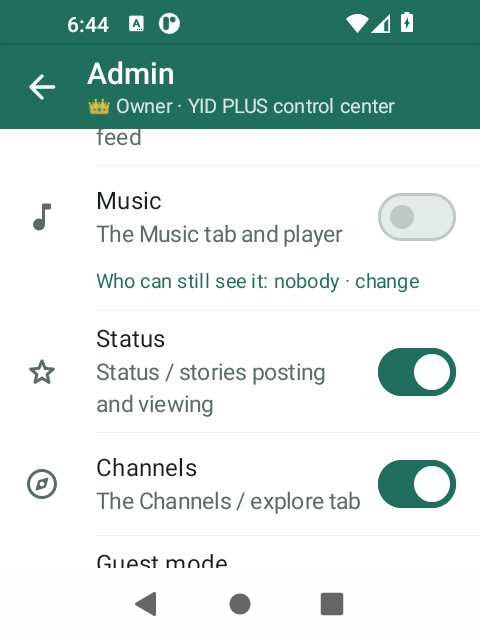 6:44
Admin
👑 Owner · YID PLUS control center
feed
Music
The Music tab and player
Who can still see it: nobody · change
Status
Status / stories posting
and viewing
Channels
The Channels / explore tab
Guest mode